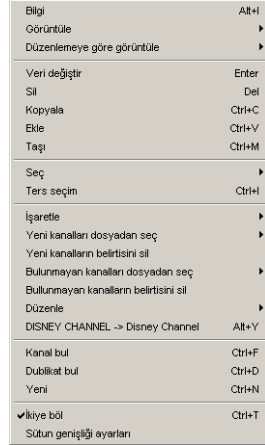 Bilgi Alt+I
Görüntüle
Düzenlemeye göre görüntüle
Veri değiştir Enter
Sil Del
Kopyala Ctrl+C
Ekle Ctrl+V
Taşı Ctrl+M
Seç
Ters seçim Ctrl+I
İşaretle
Yeni kanalları dosyadan seç
Yeni kanalların belirtisini sil
Bulunmayan kanalları dosyadan seç
Bullunmayan kanalların belirtisini sil
Düzenle
DISNEY CHANNEL -> Disney Channel Alt+Y
Kanal bul Ctrl+F
Dublikat bul Ctrl+D
Yeni Ctrl+N
İkiye böl Ctrl+T
Sütun genişliği ayarları